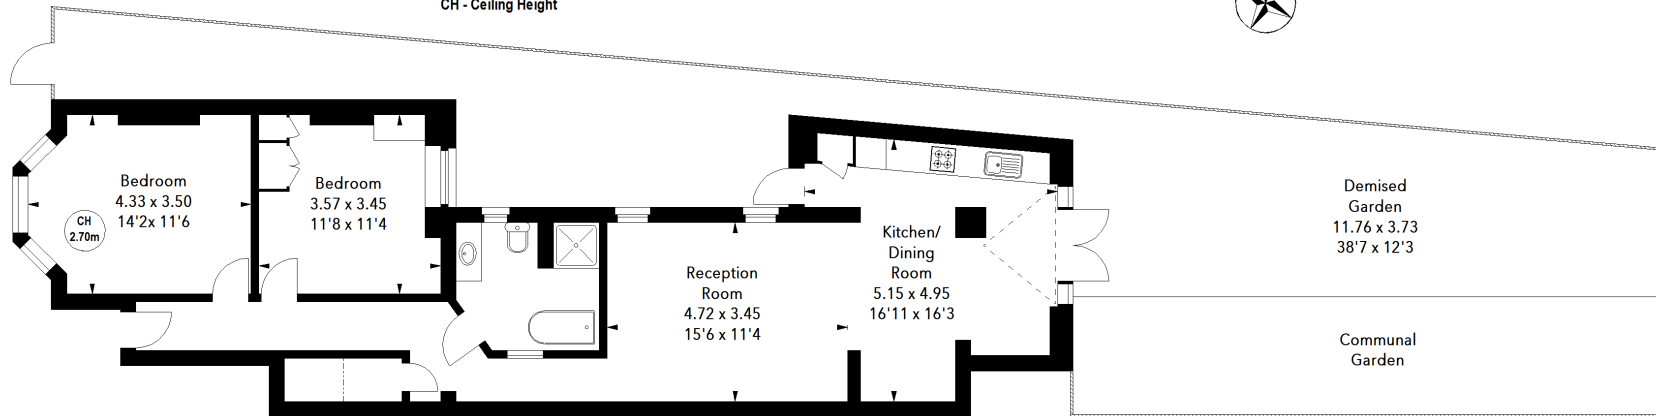 CH - Ceiling Height
Bedroom
4.33 x 3.50
14'2x 11'6
CH
2.70m
Bedroom
3.57 x 3.45
11'8 x 11'4
Reception
Room
4.72 x 3.45
15'6 x 11'4
Kitchen/
Dining
Room
5.15 x 4.95
16'11 x 16'3
Demised
Garden
11.76 x 3.73
38'7 x 12'3
Communal
Garden